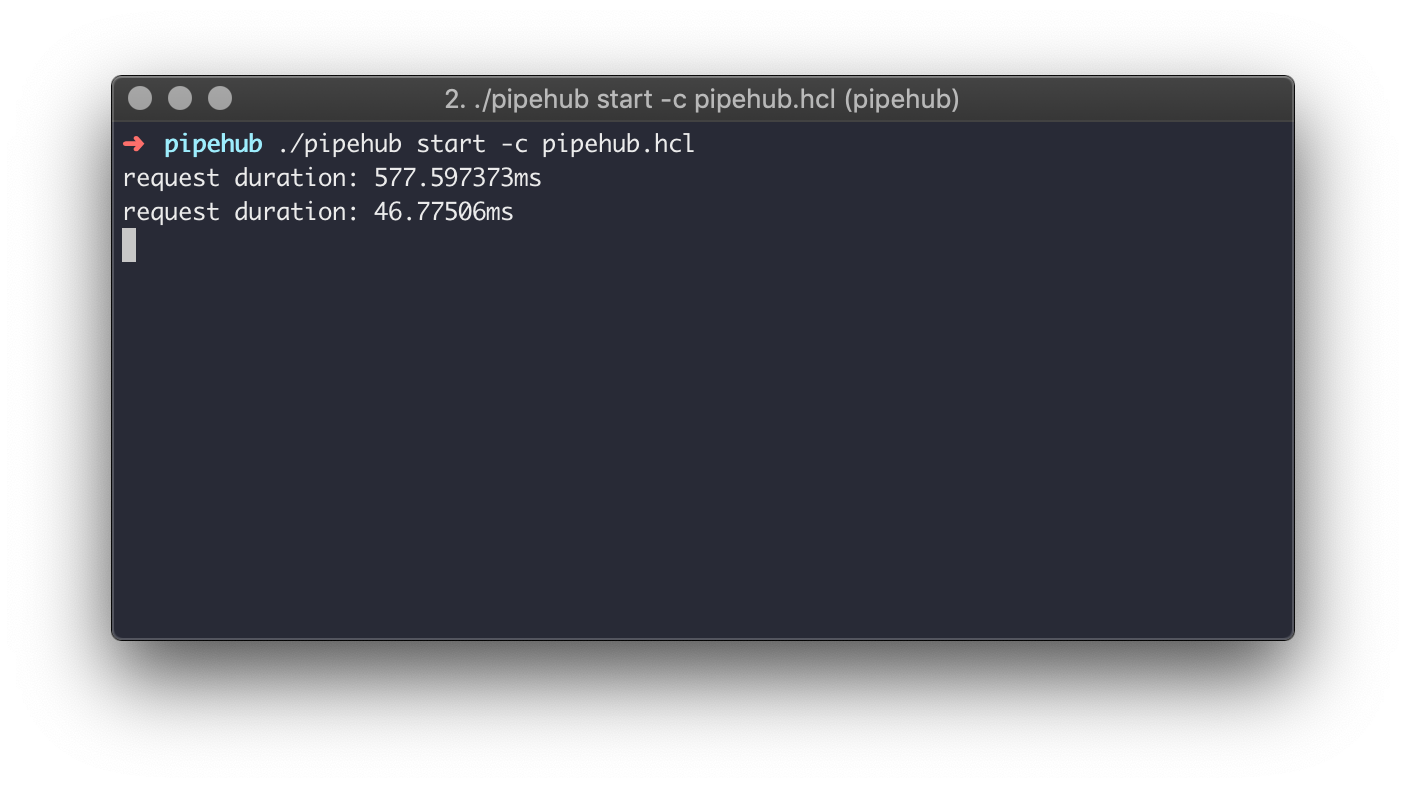 2. ./pipehub start -c pipehub.hcl (pipehub)
➜ pipehub ./pipehub start -c pipehub.hcl
request duration: 577.597373ms
request duration: 46.77506ms